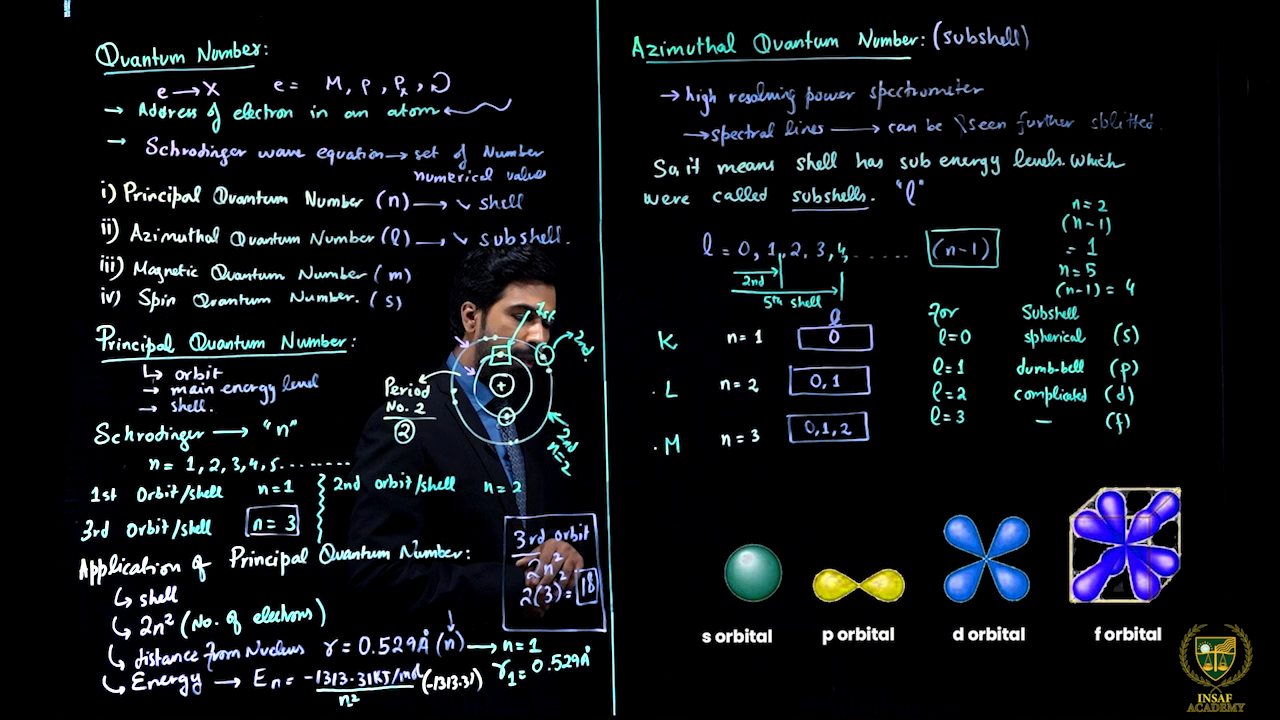 Quantum Number:
e → X e = M, P, Px, ↺
→ Address of electron in an atom
→ Schrodinger wave equation → set of Number
numerical values
i) Principal Quantum Number (n) → shell
ii) Azimuthal Quantum Number (l) → subshell.
iii) Magnetic Quantum Number (m)
iv) Spin Quantum Number. (s)
Principal Quantum Number:
↳ orbit
→ main energy level
→ shell.
Schrodinger → "n"
n = 1, 2, 3, 4, 5.........
1st Orbit/shell n=1
2nd orbit/shell n = 2
3rd Orbit/shell n = 3
1st
2nd
+
Period
No. 2
2
2nd
n=2
Application of Principal Quantum Number:
↳ shell
↳ 2n² (No. of electrons)
↳ distance from Nucleus r = 0.529Å (n) → n = 1
r₁ = 0.529Å
↳ Energy → En = -1313.31KJ/mol (-1313.31)
n²
3rd orbit
2n²
2(3)² = 18
Azimuthal Quantum Number: (subshell)
→ high resolving power spectrometer
→ spectral lines → can be seen further splitted.
So, it means shell has sub energy levels. which
were called subshells. "l"
l = 0, 1, 2, 3, 4, ....... (n-1)
2nd
5th shell
n = 2
(n-1)
= 1
n = 5
(n-1) = 4
l
K n = 1 0
. L n = 2 0, 1
. M n = 3 0, 1, 2
For Subshell
l=0 spherical (s)
l=1 dumb-bell (p)
l=2 complicated (d)
l=3 — (f)
s orbital
p orbital
d orbital
f orbital
INSAF
ACADEMY